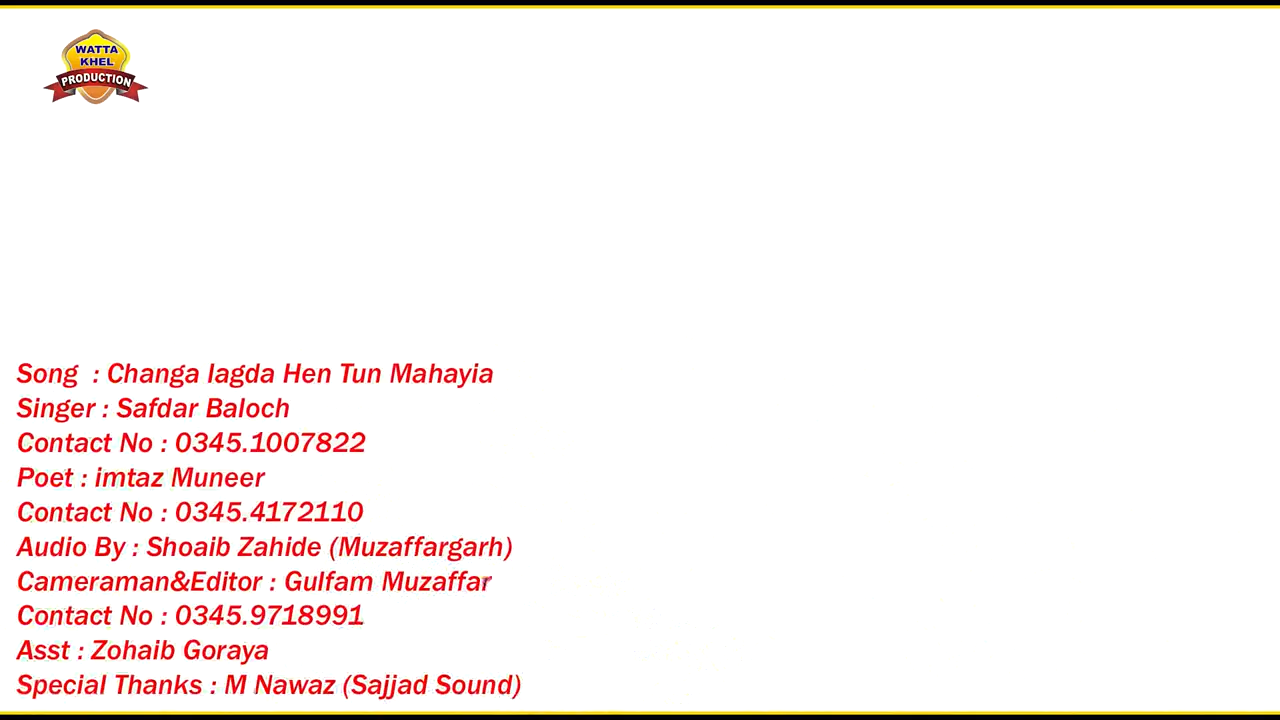 WATTA
KHEL
PRODUCTION
Song : Changa lagda Hen Tun Mahayia
Singer : Safdar Baloch
Contact No : 0345.1007822
Poet : imtaz Muneer
Contact No : 0345.4172110
Audio By : Shoaib Zahide (Muzaffargarh)
Cameraman&Editor : Gulfam Muzaffar
Contact No : 0345.9718991
Asst : Zohaib Goraya
Special Thanks : M Nawaz (Sajjad Sound)